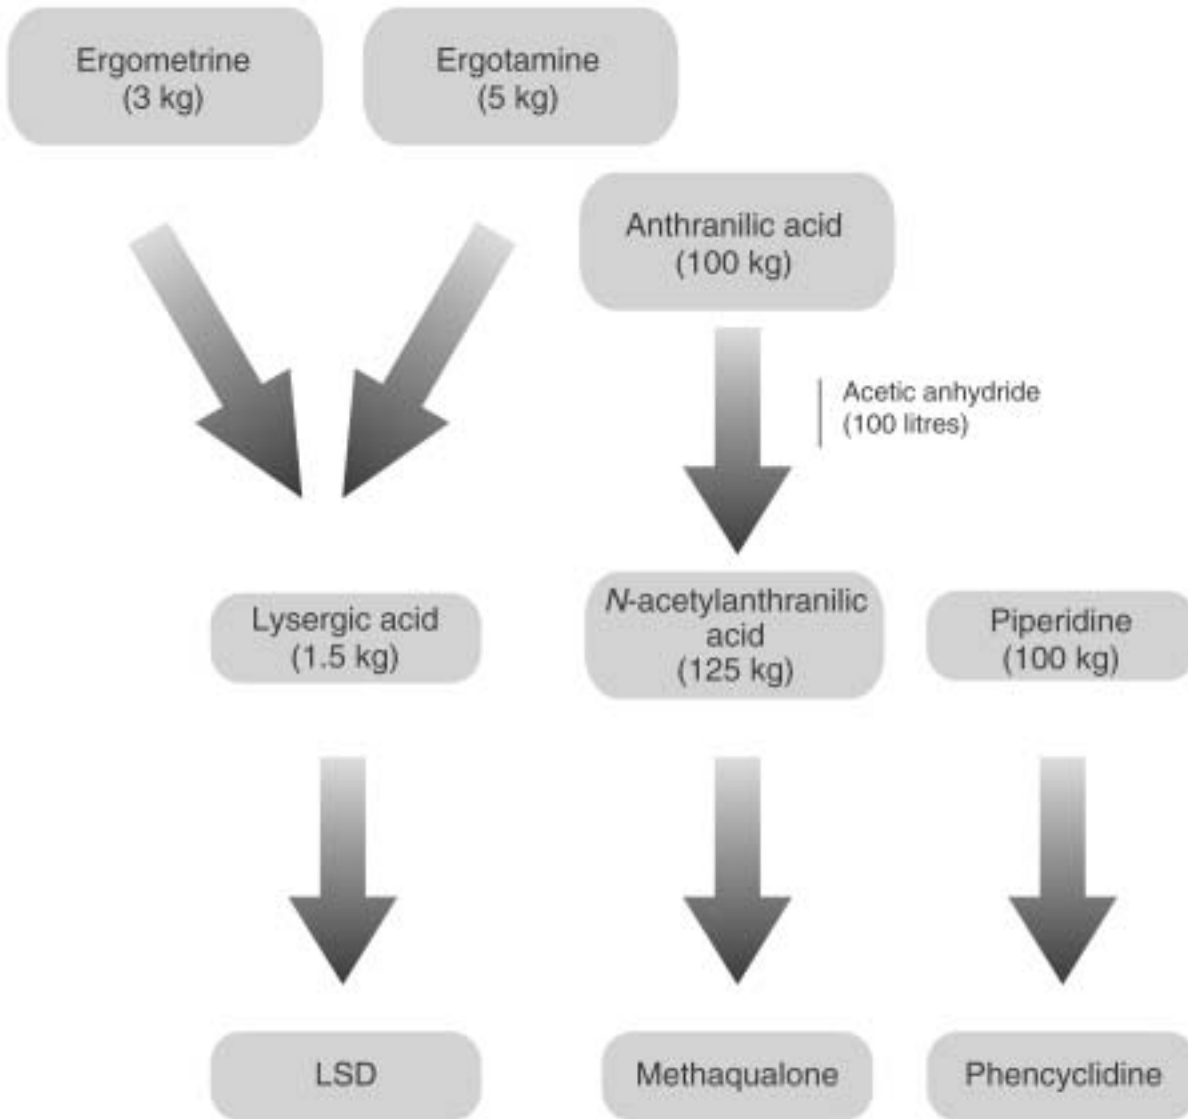 Ergometrine
(3 kg)
Ergotamine
(5 kg)
Anthranilic acid
(100 kg)
Acetic anhydride
(100 litres)
Lysergic acid
(1.5 kg)
N-acetylanthranilic
acid
(125 kg)
Piperidine
(100 kg)
LSD
Methaqualone
Phencyclidine